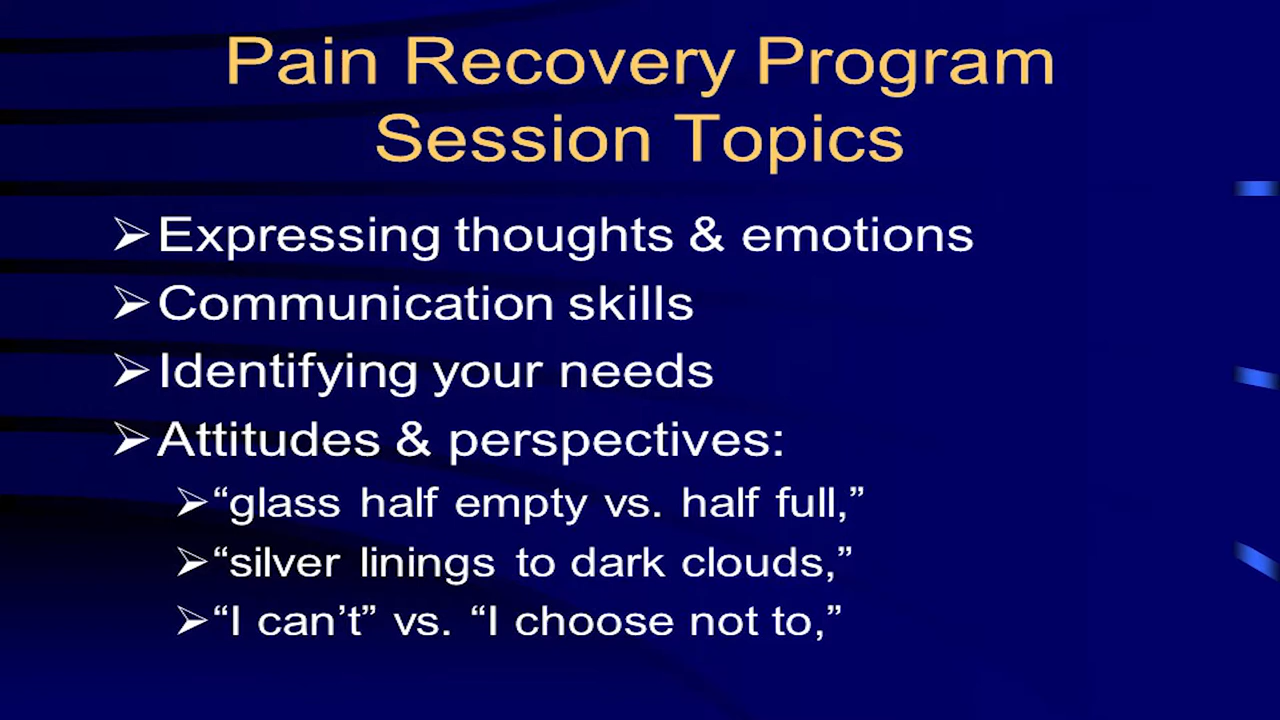 Pain Recovery Program
Session Topics
➢Expressing thoughts & emotions
➢Communication skills
➢Identifying your needs
➢Attitudes & perspectives:
➢“glass half empty vs. half full,”
➢“silver linings to dark clouds,”
➢“I can’t” vs. “I choose not to,”